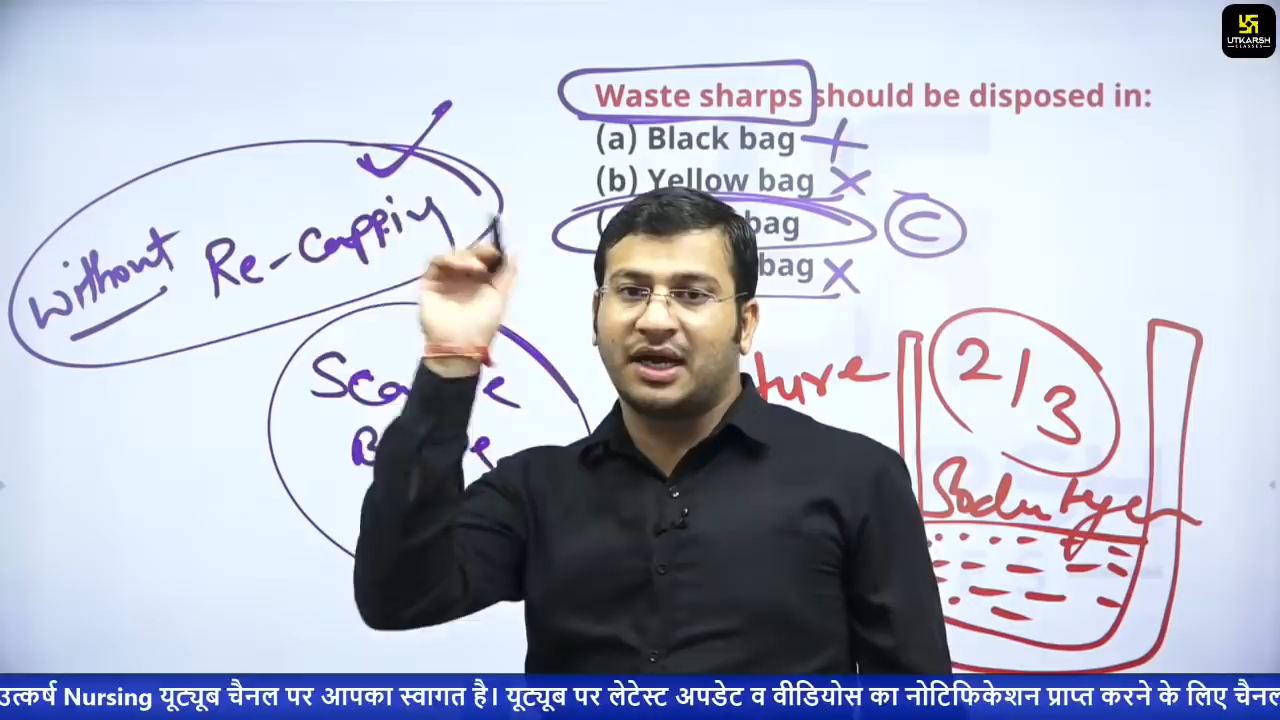 UTKARSH
CLASSES
Waste sharps should be disposed in:
(a) Black bag
(b) Yellow bag
bag
bag
C
Without Re-Capping
ture
2/3
उत्कर्ष Nursing यूट्यूब चैनल पर आपका स्वागत है। यूट्यूब पर लेटेस्ट अपडेट व वीडियोस का नोटिफिकेशन प्राप्त करने के लिए चैनल